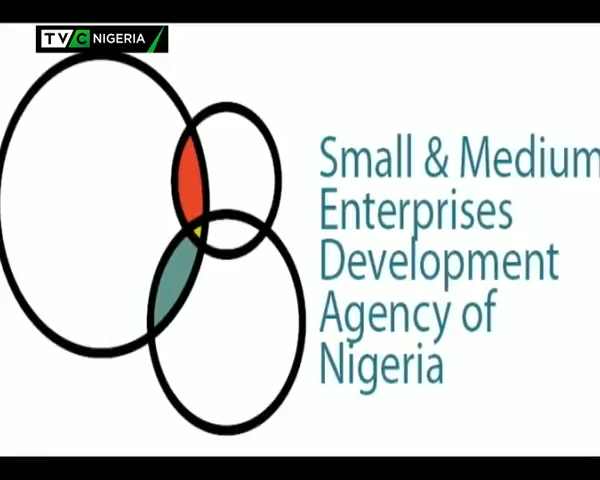 TVC NIGERIA
Small & Medium
Enterprises
Development
Agency of
Nigeria